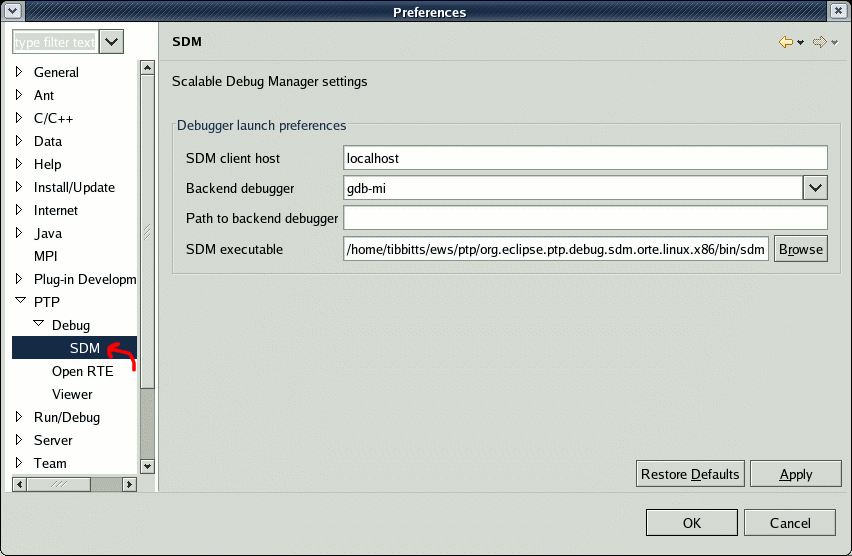 Preferences
type filter text
General
Ant
C/C++
Data
Help
Install/Update
Internet
Java
MPI
Plug-in Developm
PTP
Debug
SDM
Open RTE
Viewer
Run/Debug
Server
Team
SDM
Scalable Debug Manager settings
Debugger launch preferences
SDM client host localhost
Backend debugger gdb-mi
Path to backend debugger
SDM executable /home/tibbitts/ews/ptp/org.eclipse.ptp.debug.sdm.orte.linux.x86/bin/sdm Browse
Restore Defaults Apply
OK Cancel